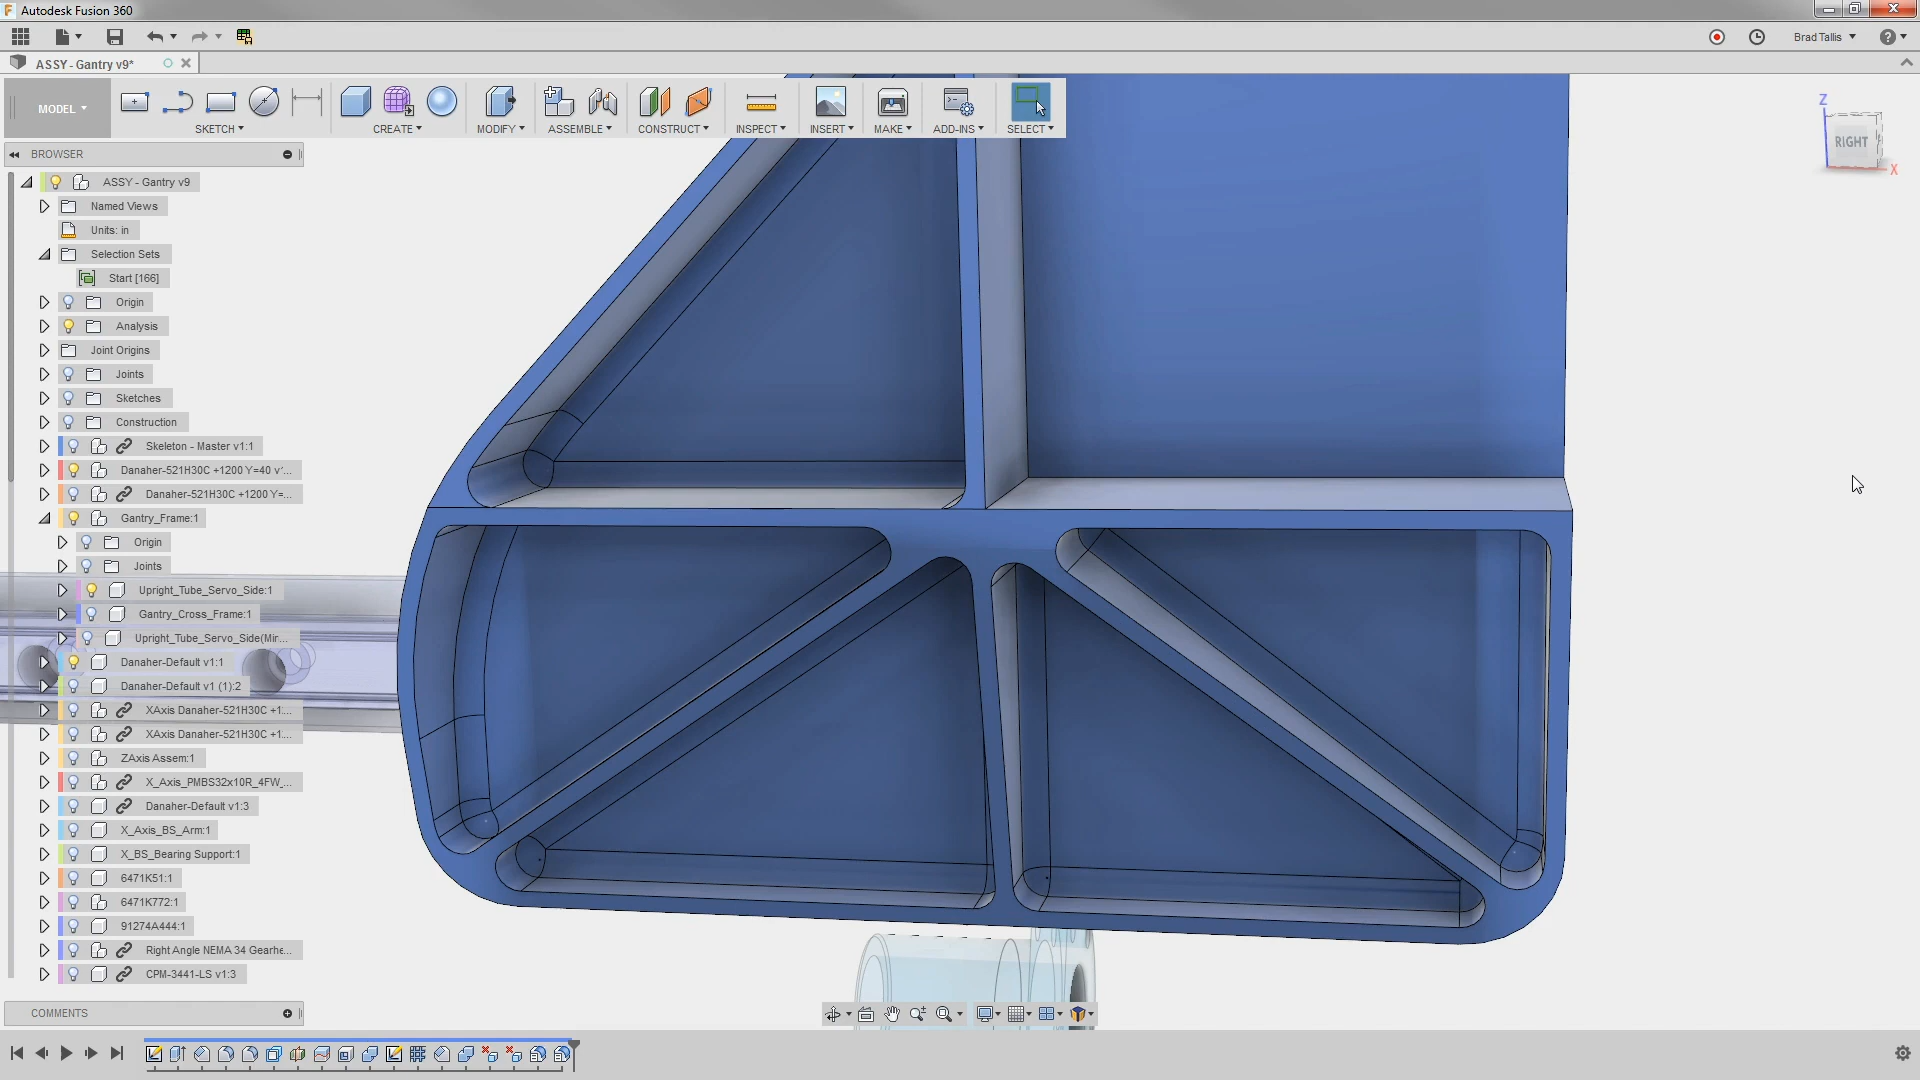 Autodesk Fusion 360
Brad Tallis
ASSY - Gantry v9*
MODEL
SKETCH
CREATE
MODIFY
ASSEMBLE
CONSTRUCT
INSPECT
INSERT
MAKE
ADD-INS
SELECT
Z
RIGHT
X
BROWSER
ASSY - Gantry v9
Named Views
Units: in
Selection Sets
Start [166]
Origin
Analysis
Joint Origins
Joints
Sketches
Construction
Skeleton - Master v1:1
Danaher-521H30C +1200 Y=40 v'...
Danaher-521H30C +1200 Y=...
Gantry_Frame:1
Origin
Joints
Upright_Tube_Servo_Side:1
Gantry_Cross_Frame:1
Upright_Tube_Servo_Side(Mir...
Danaher-Default v1:1
Danaher-Default v1 (1):2
XAxis Danaher-521H30C +1...
XAxis Danaher-521H30C +1...
ZAxis Assem:1
X_Axis_PMBS32x10R_4FW_...
Danaher-Default v1:3
X_Axis_BS_Arm:1
X_BS_Bearing Support:1
6471K51:1
6471K772:1
91274A444:1
Right Angle NEMA 34 Gearhe...
CPM-3441-LS v1:3
COMMENTS